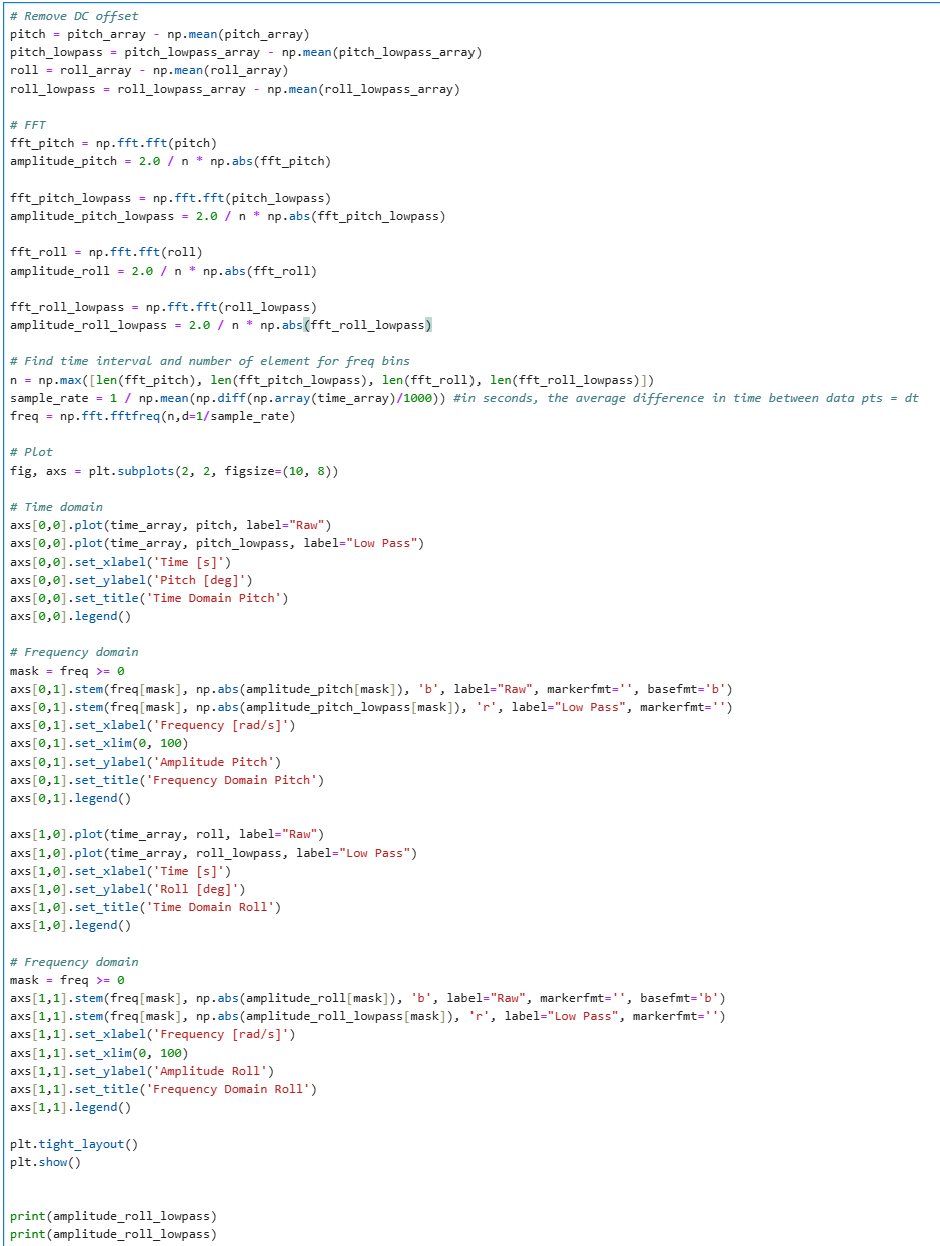 # Remove DC offset
pitch = pitch_array - np.mean(pitch_array)
pitch_lowpass = pitch_lowpass_array - np.mean(pitch_lowpass_array)
roll = roll_array - np.mean(roll_array)
roll_lowpass = roll_lowpass_array - np.mean(roll_lowpass_array)

# FFT
fft_pitch = np.fft.fft(pitch)
amplitude_pitch = 2.0 / n * np.abs(fft_pitch)

fft_pitch_lowpass = np.fft.fft(pitch_lowpass)
amplitude_pitch_lowpass = 2.0 / n * np.abs(fft_pitch_lowpass)

fft_roll = np.fft.fft(roll)
amplitude_roll = 2.0 / n * np.abs(fft_roll)

fft_roll_lowpass = np.fft.fft(roll_lowpass)
amplitude_roll_lowpass = 2.0 / n * np.abs(fft_roll_lowpass)

# Find time interval and number of element for freq bins
n = np.max([len(fft_pitch), len(fft_pitch_lowpass), len(fft_roll), len(fft_roll_lowpass)])
sample_rate = 1 / np.mean(np.diff(np.array(time_array)/1000)) #in seconds, the average difference in time between data pts = dt
freq = np.fft.fftfreq(n,d=1/sample_rate)

# Plot
fig, axs = plt.subplots(2, 2, figsize=(10, 8))

# Time domain
axs[0,0].plot(time_array, pitch, label="Raw")
axs[0,0].plot(time_array, pitch_lowpass, label="Low Pass")
axs[0,0].set_xlabel('Time [s]')
axs[0,0].set_ylabel('Pitch [deg]')
axs[0,0].set_title('Time Domain Pitch')
axs[0,0].legend()

# Frequency domain
mask = freq >= 0
axs[0,1].stem(freq[mask], np.abs(amplitude_pitch[mask]), 'b', label="Raw", markerfmt='', basefmt='b')
axs[0,1].stem(freq[mask], np.abs(amplitude_pitch_lowpass[mask]), 'r', label="Low Pass", markerfmt='')
axs[0,1].set_xlabel('Frequency [rad/s]')
axs[0,1].set_xlim(0, 100)
axs[0,1].set_ylabel('Amplitude Pitch')
axs[0,1].set_title('Frequency Domain Pitch')
axs[0,1].legend()

axs[1,0].plot(time_array, roll, label="Raw")
axs[1,0].plot(time_array, roll_lowpass, label="Low Pass")
axs[1,0].set_xlabel('Time [s]')
axs[1,0].set_ylabel('Roll [deg]')
axs[1,0].set_title('Time Domain Roll')
axs[1,0].legend()

# Frequency domain
mask = freq >= 0
axs[1,1].stem(freq[mask], np.abs(amplitude_roll[mask]), 'b', label="Raw", markerfmt='', basefmt='b')
axs[1,1].stem(freq[mask], np.abs(amplitude_roll_lowpass[mask]), 'r', label="Low Pass", markerfmt='')
axs[1,1].set_xlabel('Frequency [rad/s]')
axs[1,1].set_xlim(0, 100)
axs[1,1].set_ylabel('Amplitude Roll')
axs[1,1].set_title('Frequency Domain Roll')
axs[1,1].legend()

plt.tight_layout()
plt.show()

print(amplitude_roll_lowpass)
print(amplitude_roll_lowpass)